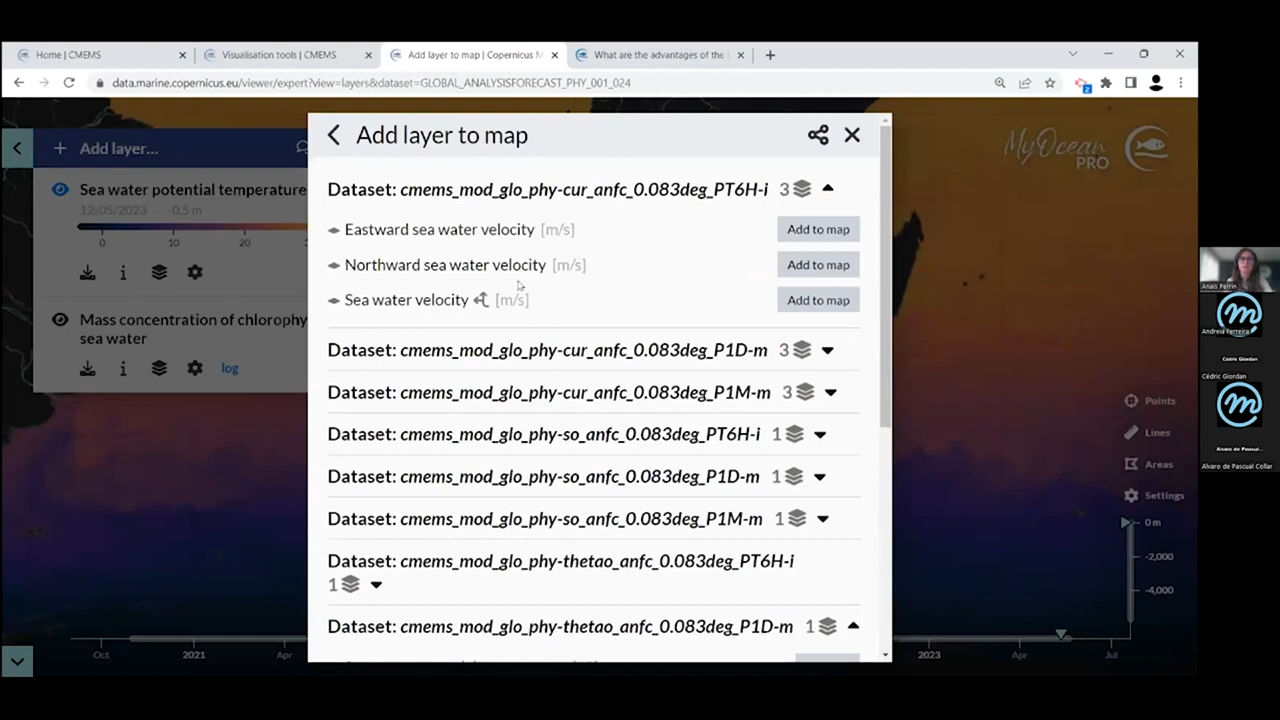 Home | CMEMS
Visualisation tools | CMEMS
Add layer to map | Copernicus M
What are the advantages of the
data.marine.copernicus.eu/viewer/expert?view=layers&dataset=GLOBAL_ANALYSISFORECAST_PHY_001_024
2
Add layer...
Sea water potential temperature
12/05/2023 · -0.5 m
0 10 20
Mass concentration of chlorophy
sea water
log
Add layer to map
Dataset: cmems_mod_glo_phy-cur_anfc_0.083deg_PT6H-i 3
Eastward sea water velocity [m/s] Add to map
Northward sea water velocity [m/s] Add to map
Sea water velocity [m/s] Add to map
Dataset: cmems_mod_glo_phy-cur_anfc_0.083deg_P1D-m 3
Dataset: cmems_mod_glo_phy-cur_anfc_0.083deg_P1M-m 3
Dataset: cmems_mod_glo_phy-so_anfc_0.083deg_PT6H-i 1
Dataset: cmems_mod_glo_phy-so_anfc_0.083deg_P1D-m 1
Dataset: cmems_mod_glo_phy-so_anfc_0.083deg_P1M-m 1
Dataset: cmems_mod_glo_phy-thetao_anfc_0.083deg_PT6H-i
1
Dataset: cmems_mod_glo_phy-thetao_anfc_0.083deg_P1D-m 1
MyOcean
PRO
Points
Lines
Areas
Settings
0 m
-2,000
-4,000
Oct 2021 Apr 2023 Apr Jul
Anaïs Perrin
Andreia Ferreira
Cédric Giordan
Cédric Giordan
Alvaro de Pascual...
Alvaro de Pascual Collar